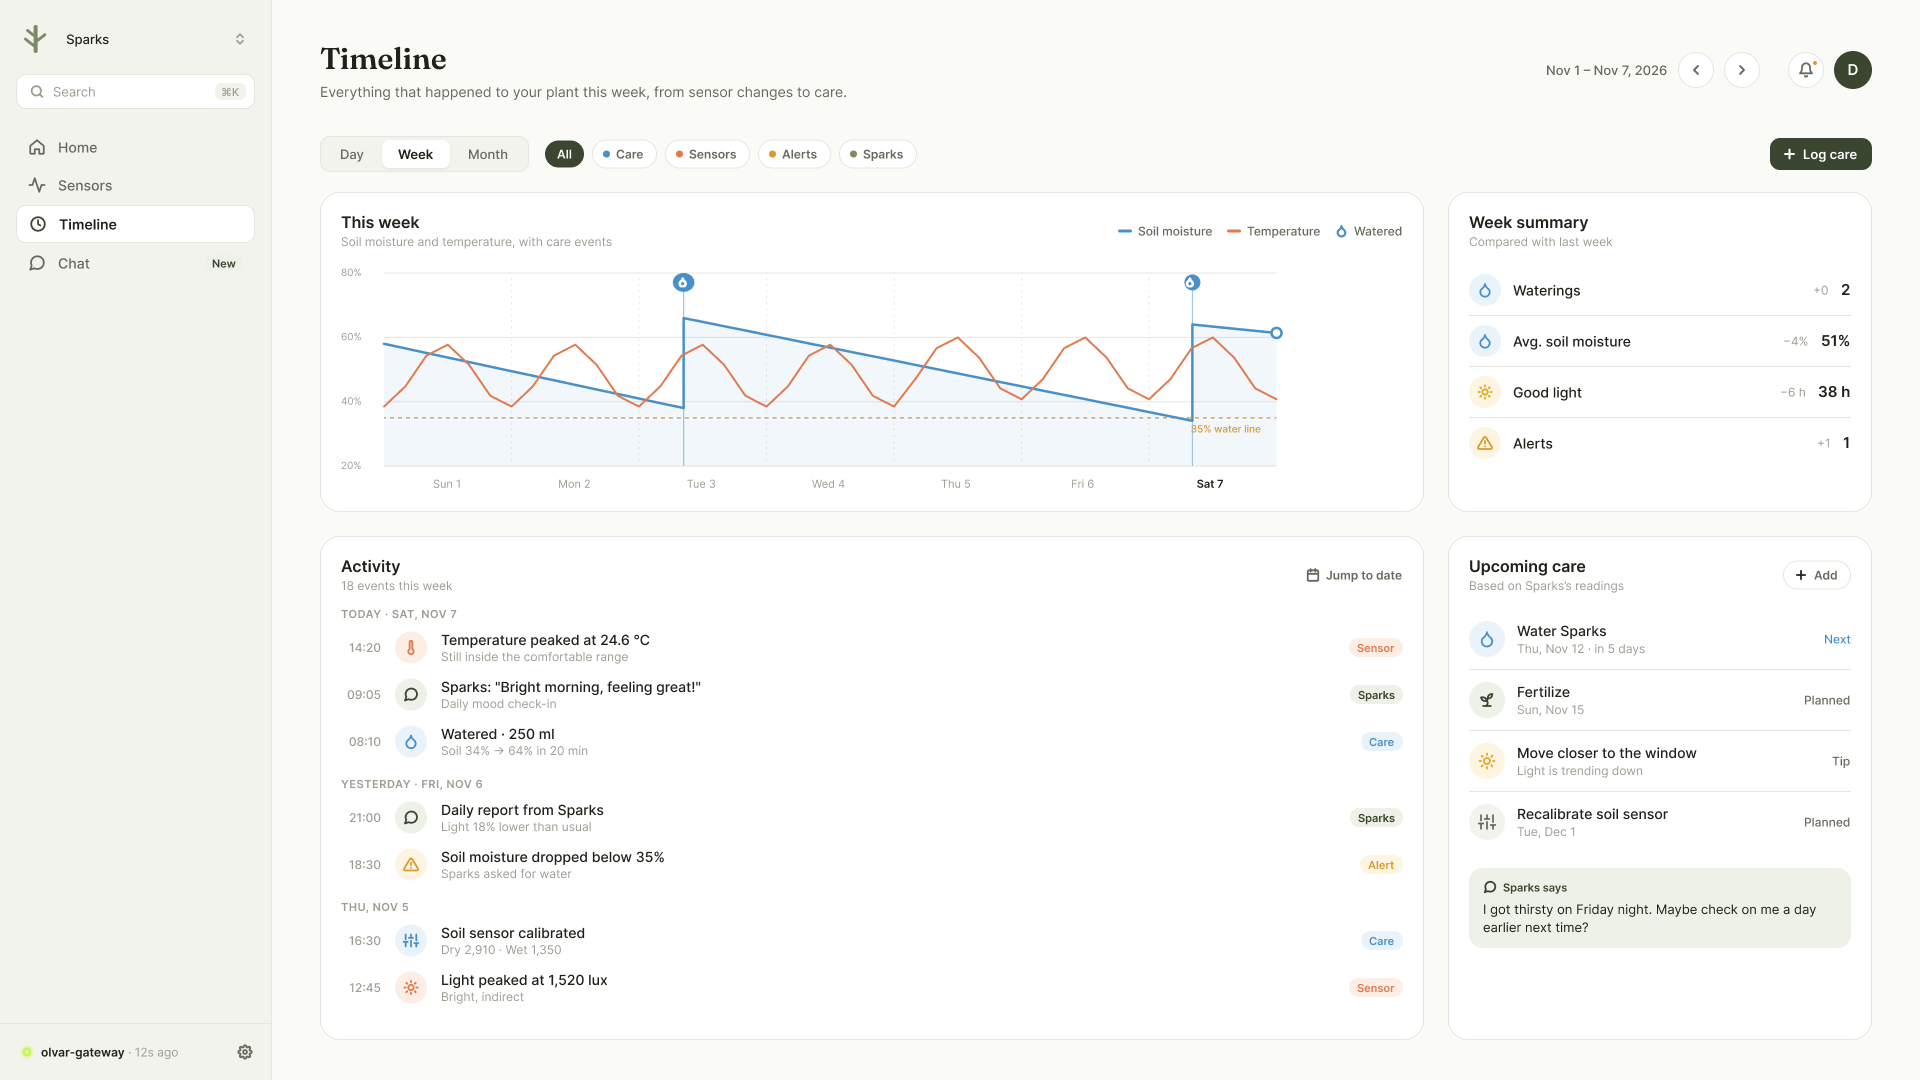 Sparks
Search ⌘K
Home
Sensors
Timeline
Chat New
olvar-gateway · 12s ago
Timeline
Everything that happened to your plant this week, from sensor changes to care.
Nov 1 – Nov 7, 2026
D
Day Week Month
All Care Sensors Alerts Sparks
+ Log care
This week
Soil moisture and temperature, with care events
Soil moisture Temperature Watered
80%
60%
40%
20%
35% water line
Sun 1 Mon 2 Tue 3 Wed 4 Thu 5 Fri 6 Sat 7
Week summary
Compared with last week
Waterings +0 2
Avg. soil moisture −4% 51%
Good light −6 h 38 h
Alerts +1 1
Activity
18 events this week
Jump to date
TODAY · SAT, NOV 7
14:20 Temperature peaked at 24.6 °C Sensor
Still inside the comfortable range
09:05 Sparks: "Bright morning, feeling great!" Sparks
Daily mood check-in
08:10 Watered · 250 ml Care
Soil 34% → 64% in 20 min
YESTERDAY · FRI, NOV 6
21:00 Daily report from Sparks Sparks
Light 18% lower than usual
18:30 Soil moisture dropped below 35% Alert
Sparks asked for water
THU, NOV 5
16:30 Soil sensor calibrated Care
Dry 2,910 · Wet 1,350
12:45 Light peaked at 1,520 lux Sensor
Bright, indirect
Upcoming care
Based on Sparks's readings
+ Add
Water Sparks Next
Thu, Nov 12 · in 5 days
Fertilize Planned
Sun, Nov 15
Move closer to the window Tip
Light is trending down
Recalibrate soil sensor Planned
Tue, Dec 1
Sparks says
I got thirsty on Friday night. Maybe check on me a day
earlier next time?